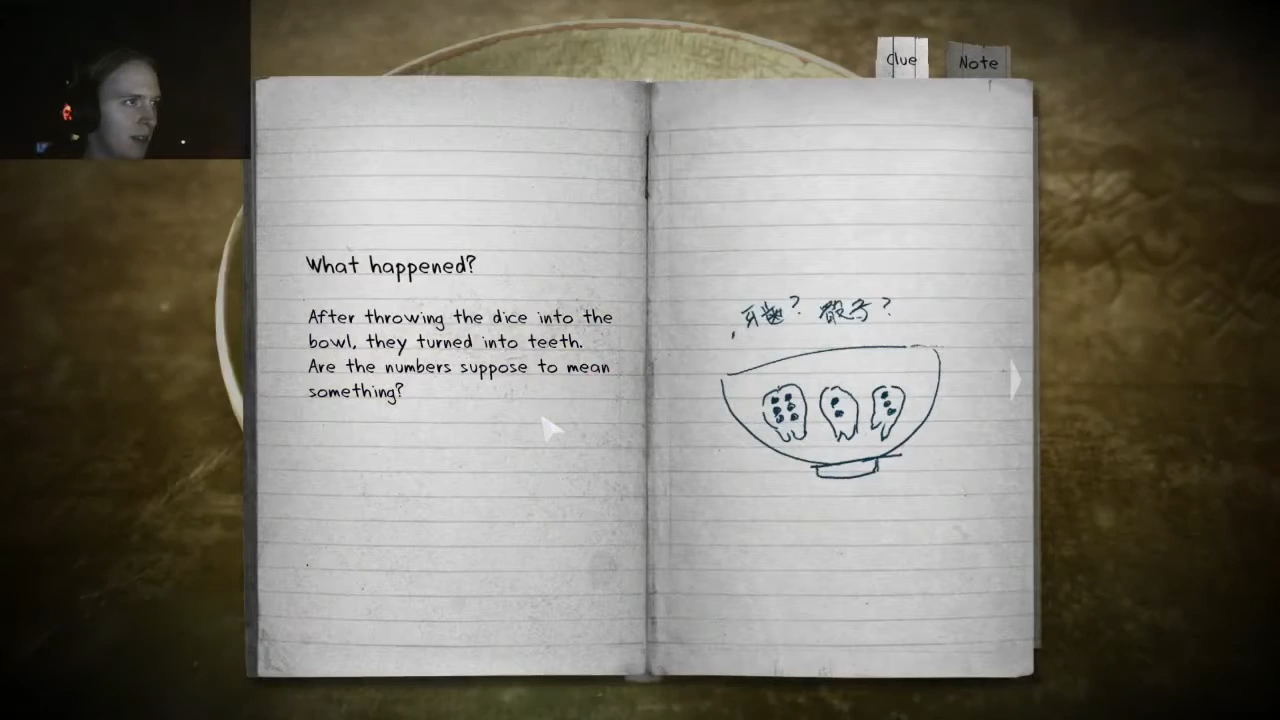 Clue
Note
What happened?
After throwing the dice into the
bowl, they turned into teeth.
Are the numbers suppose to mean
something?
牙齒? 骰子?